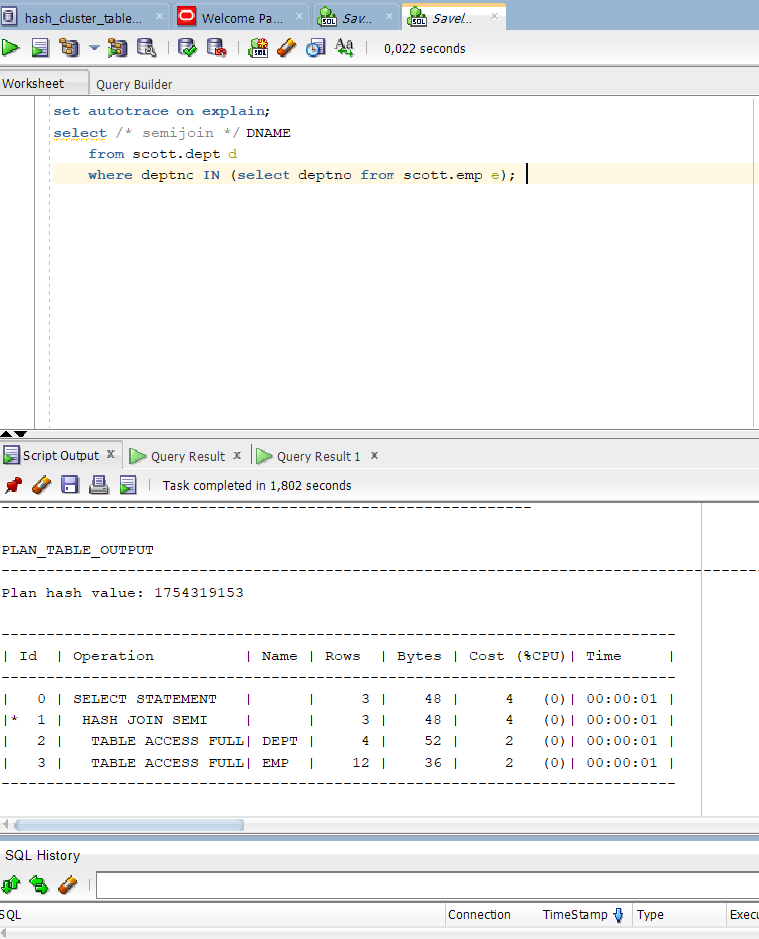 hash_cluster_table... Welcome Pa... Sav... Savel...
0,022 seconds
Worksheet Query Builder
set autotrace on explain;
select /* semijoin */ DNAME
from scott.dept d
where deptno IN (select deptno from scott.emp e);
Script Output x Query Result x Query Result 1 x
Task completed in 1,802 seconds
-----------------------------------------------------------
PLAN_TABLE_OUTPUT
-------------------------------------------------------------------------------------
Plan hash value: 1754319153
---------------------------------------------------------------------------
| Id | Operation | Name | Rows | Bytes | Cost (%CPU)| Time |
---------------------------------------------------------------------------
| 0 | SELECT STATEMENT | | 3 | 48 | 4 (0)| 00:00:01 |
|* 1 | HASH JOIN SEMI | | 3 | 48 | 4 (0)| 00:00:01 |
| 2 | TABLE ACCESS FULL| DEPT | 4 | 52 | 2 (0)| 00:00:01 |
| 3 | TABLE ACCESS FULL| EMP | 12 | 36 | 2 (0)| 00:00:01 |
---------------------------------------------------------------------------
SQL History
SQL Connection TimeStamp Type Execu